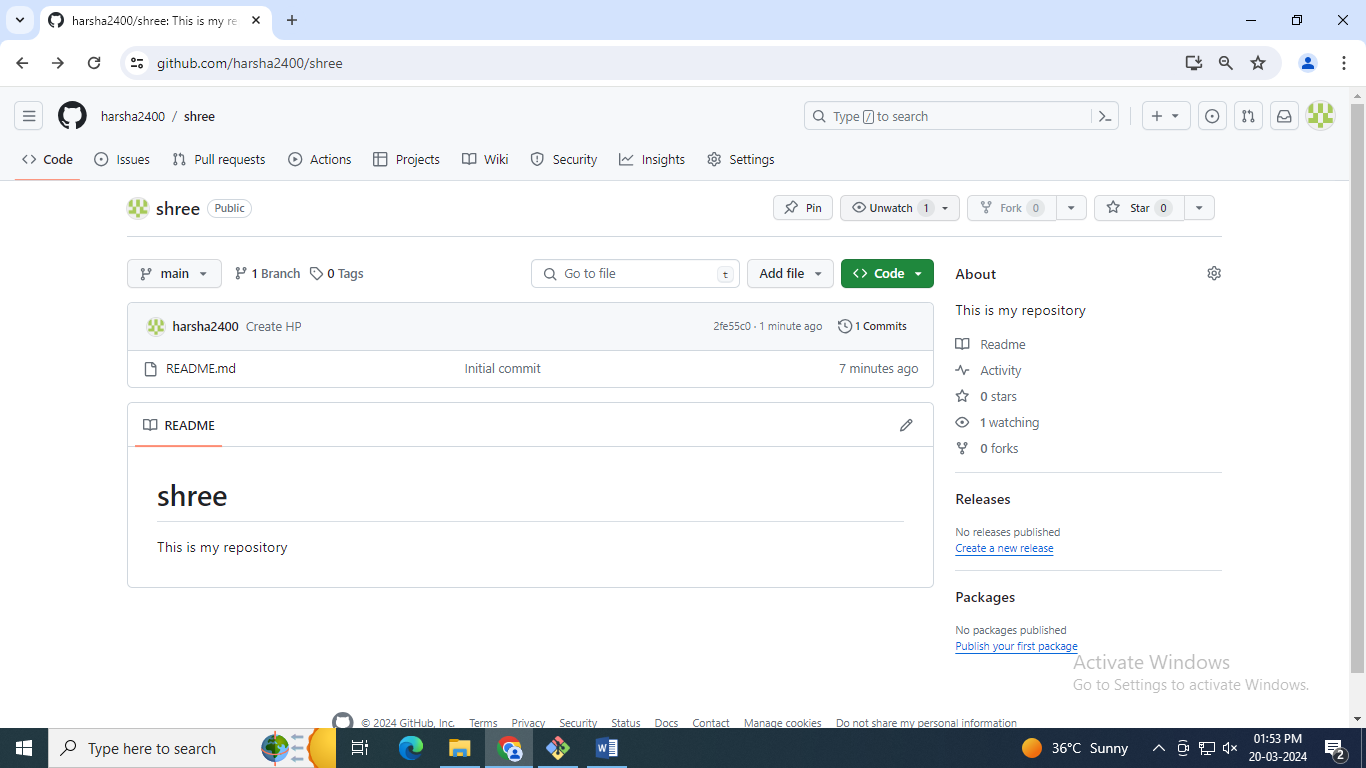 harsha2400/shree: This is my re
github.com/harsha2400/shree
harsha2400 / shree
Type / to search
Code Issues Pull requests Actions Projects Wiki Security Insights Settings
shree Public
Pin Unwatch 1 Fork 0 Star 0
main 1 Branch 0 Tags Go to file t Add file Code
harsha2400 Create HP 2fe55c0 · 1 minute ago 1 Commits
README.md Initial commit 7 minutes ago
README
shree
This is my repository
About
This is my repository
Readme
Activity
0 stars
1 watching
0 forks
Releases
No releases published
Create a new release
Packages
No packages published
Publish your first package
Activate Windows
Go to Settings to activate Windows.
© 2024 GitHub, Inc. Terms Privacy Security Status Docs Contact Manage cookies Do not share my personal information
Type here to search
36°C Sunny
01:53 PM
20-03-2024
2